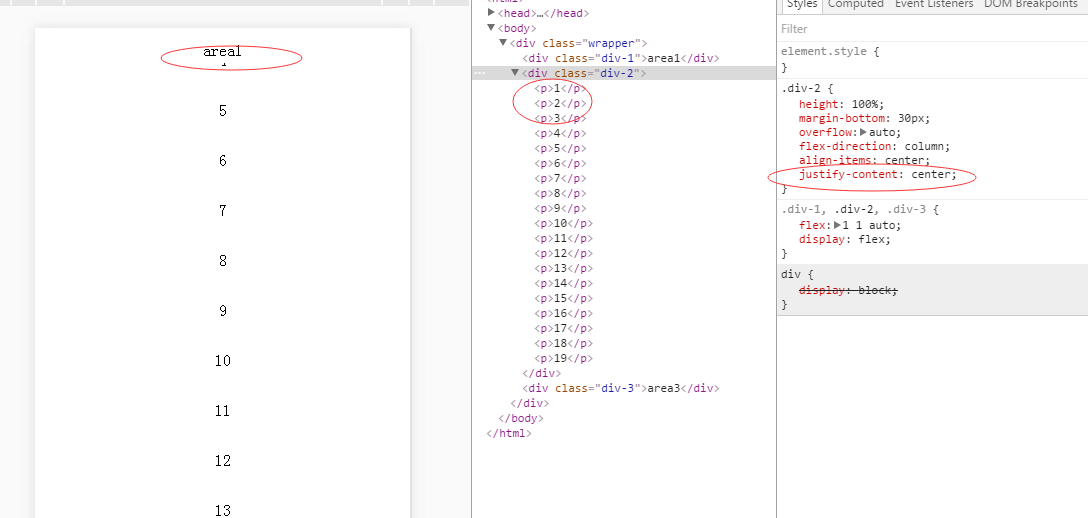 area1
5
6
7
8
9
10
11
12
13
<head>…</head>
<body>
<div class="wrapper">
<div class="div-1">area1</div>
<div class="div-2">
<p>1</p>
<p>2</p>
<p>3</p>
<p>4</p>
<p>5</p>
<p>6</p>
<p>7</p>
<p>8</p>
<p>9</p>
<p>10</p>
<p>11</p>
<p>12</p>
<p>13</p>
<p>14</p>
<p>15</p>
<p>16</p>
<p>17</p>
<p>18</p>
<p>19</p>
</div>
<div class="div-3">area3</div>
</div>
</body>
</html>
Styles Computed Event Listeners DOM Breakpoints
Filter
element.style {
}
.div-2 {
height: 100%;
margin-bottom: 30px;
overflow: auto;
flex-direction: column;
align-items: center;
justify-content: center;
}
.div-1, .div-2, .div-3 {
flex: 1 1 auto;
display: flex;
}
div {
display: block;
}